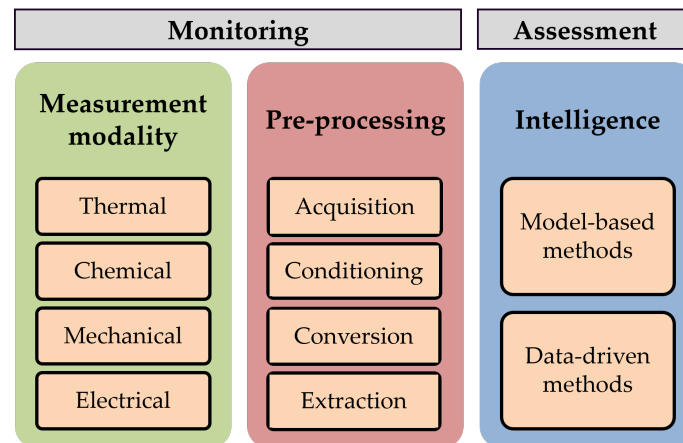 Monitoring
Assessment
Measurement
modality
Thermal
Chemical
Mechanical
Electrical
Pre-processing
Acquisition
Conditioning
Conversion
Extraction
Intelligence
Model-based
methods
Data-driven
methods